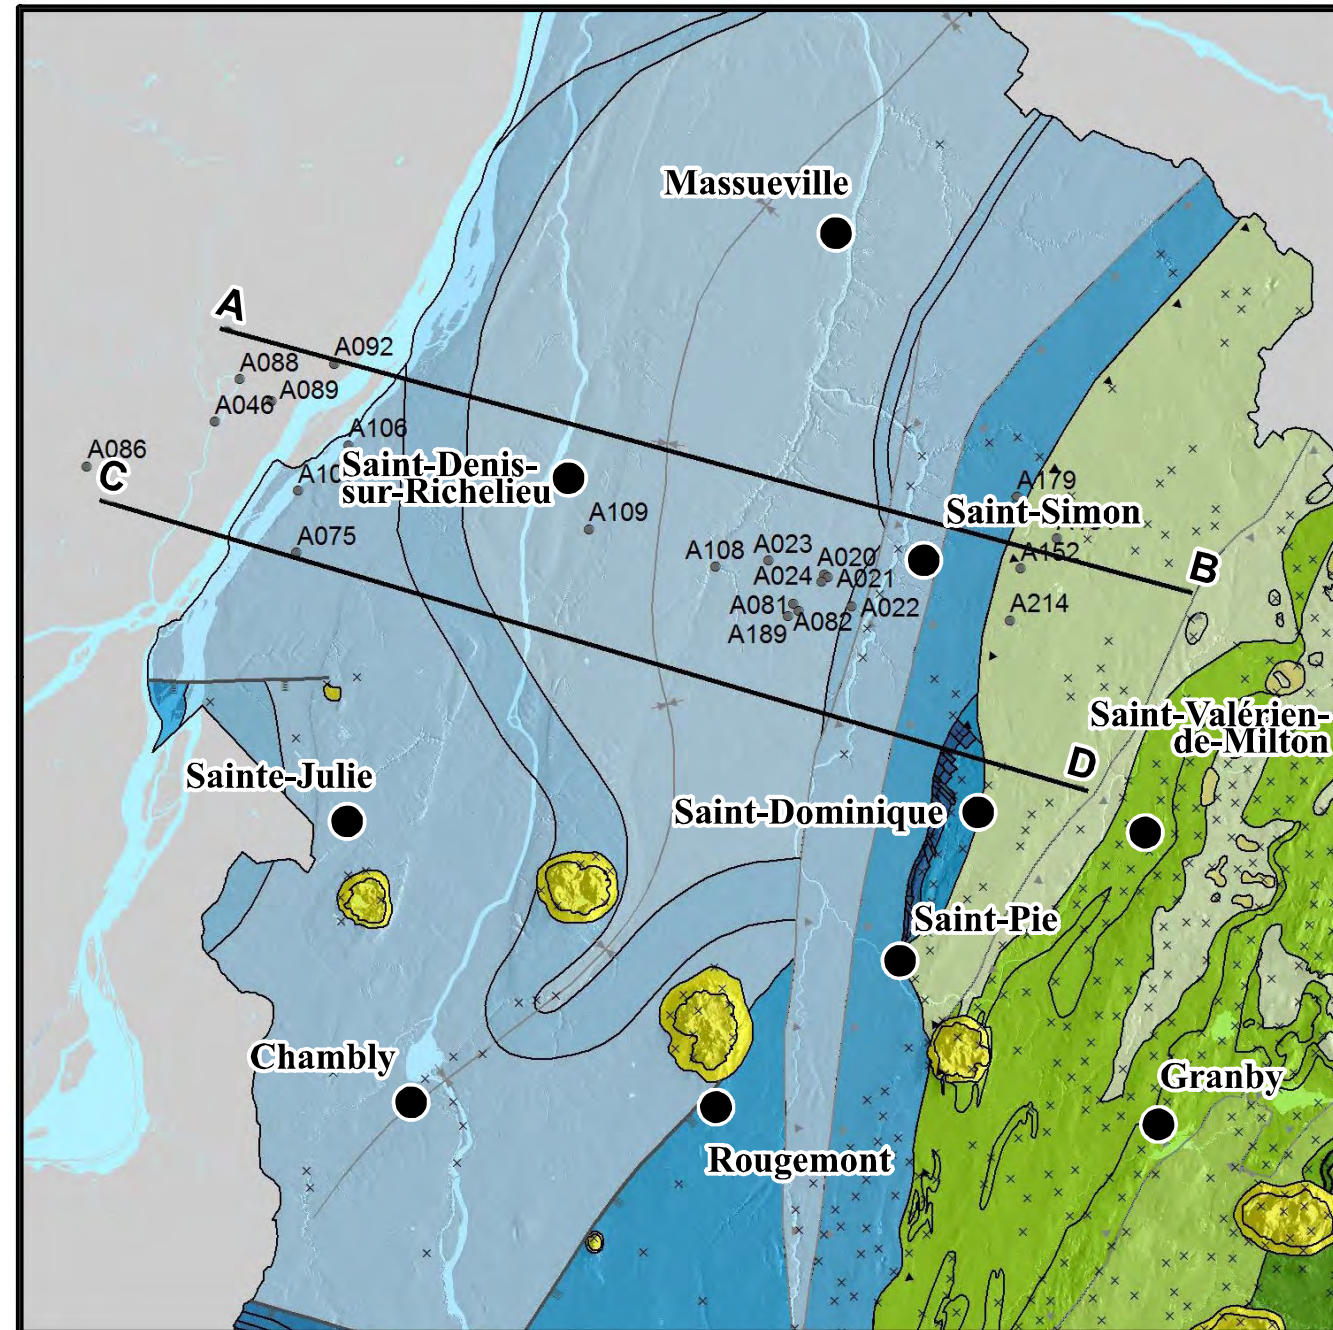 Massueville
A
A092
A088
A089
A046
A106
A086
C
Saint-Denis-
sur-Richelieu
A179
A109
Saint-Simon
A075
A023
A108
A020
A152
B
A024
A021
A081
A082
A022
A214
A189
Saint-Valérien-
de-Milton
D
Sainte-Julie
Saint-Dominique
Saint-Pie
Chambly
Granby
Rougemont